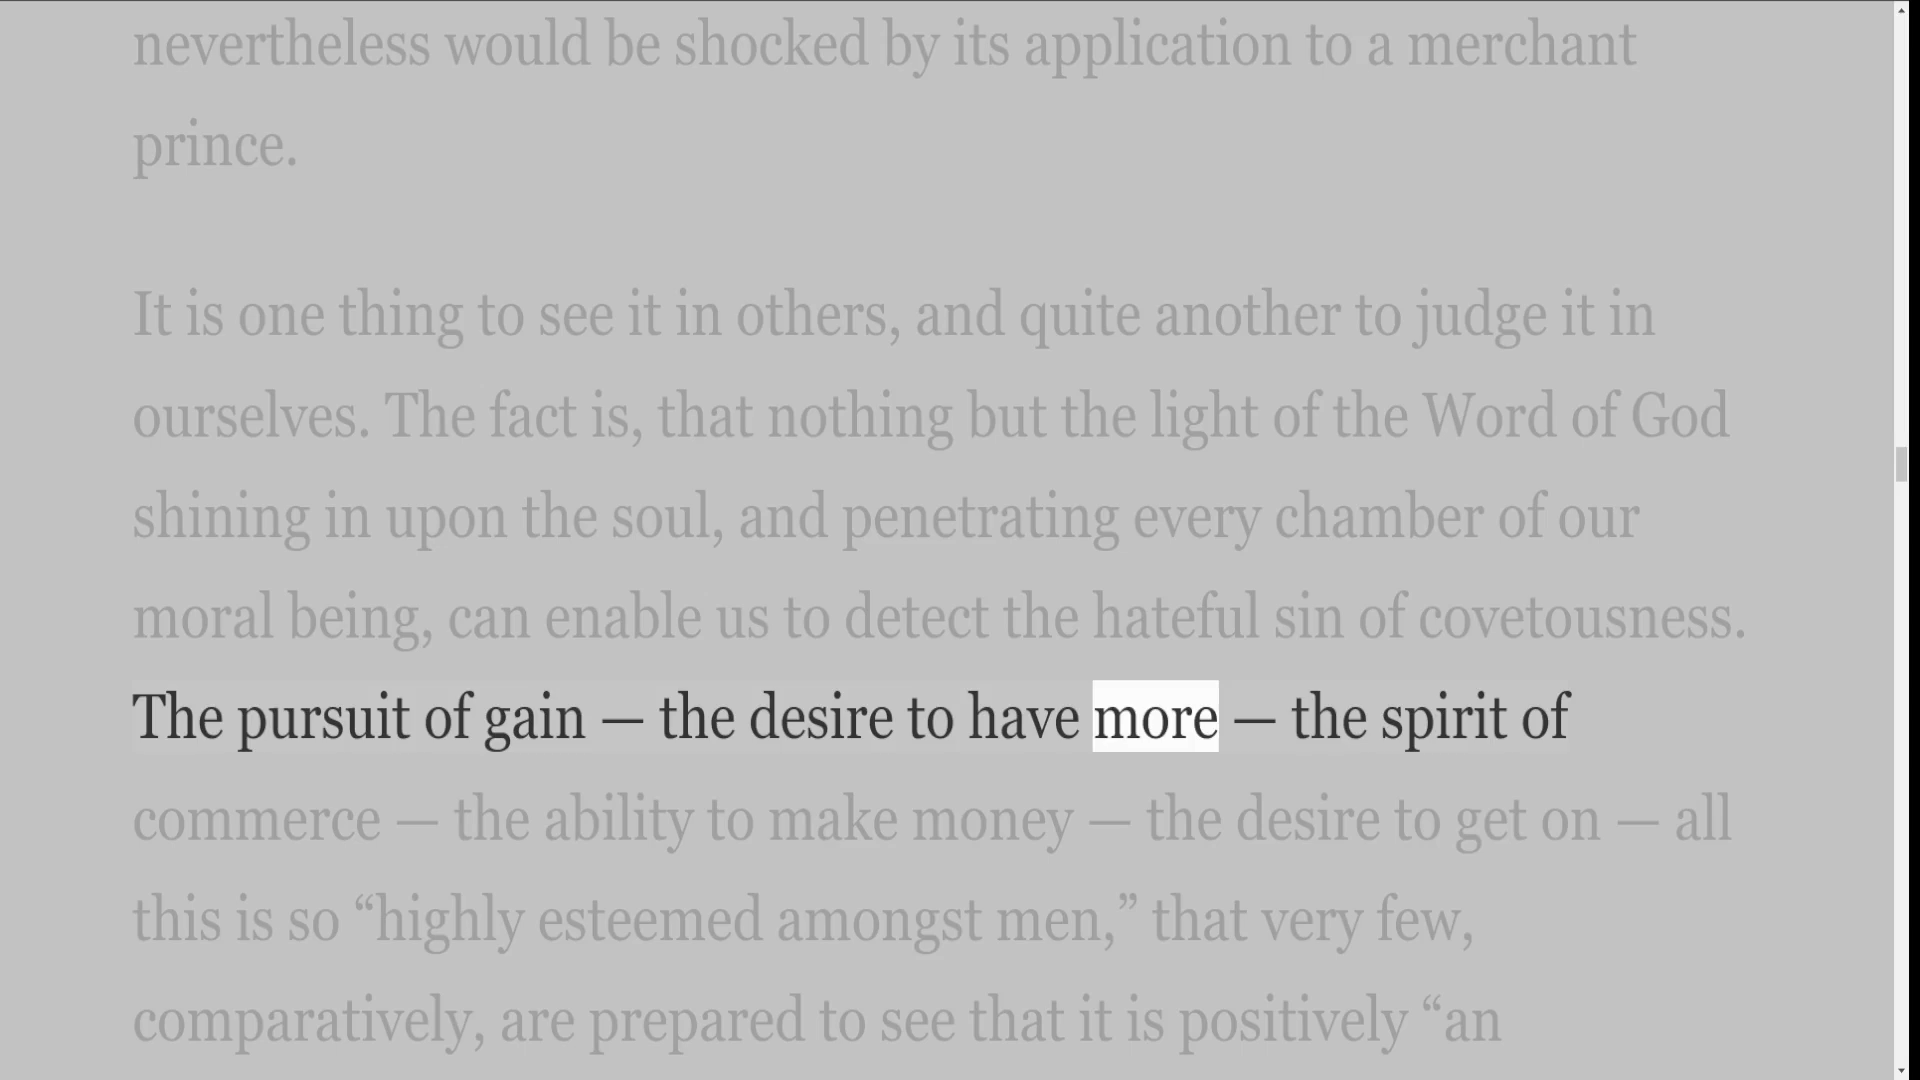 nevertheless would be shocked by its application to a merchant
prince.
It is one thing to see it in others, and quite another to judge it in
ourselves. The fact is, that nothing but the light of the Word of God
shining in upon the soul, and penetrating every chamber of our
moral being, can enable us to detect the hateful sin of covetousness.
The pursuit of gain — the desire to have more — the spirit of
commerce — the ability to make money — the desire to get on — all
this is so “highly esteemed amongst men,” that very few,
comparatively, are prepared to see that it is positively “an